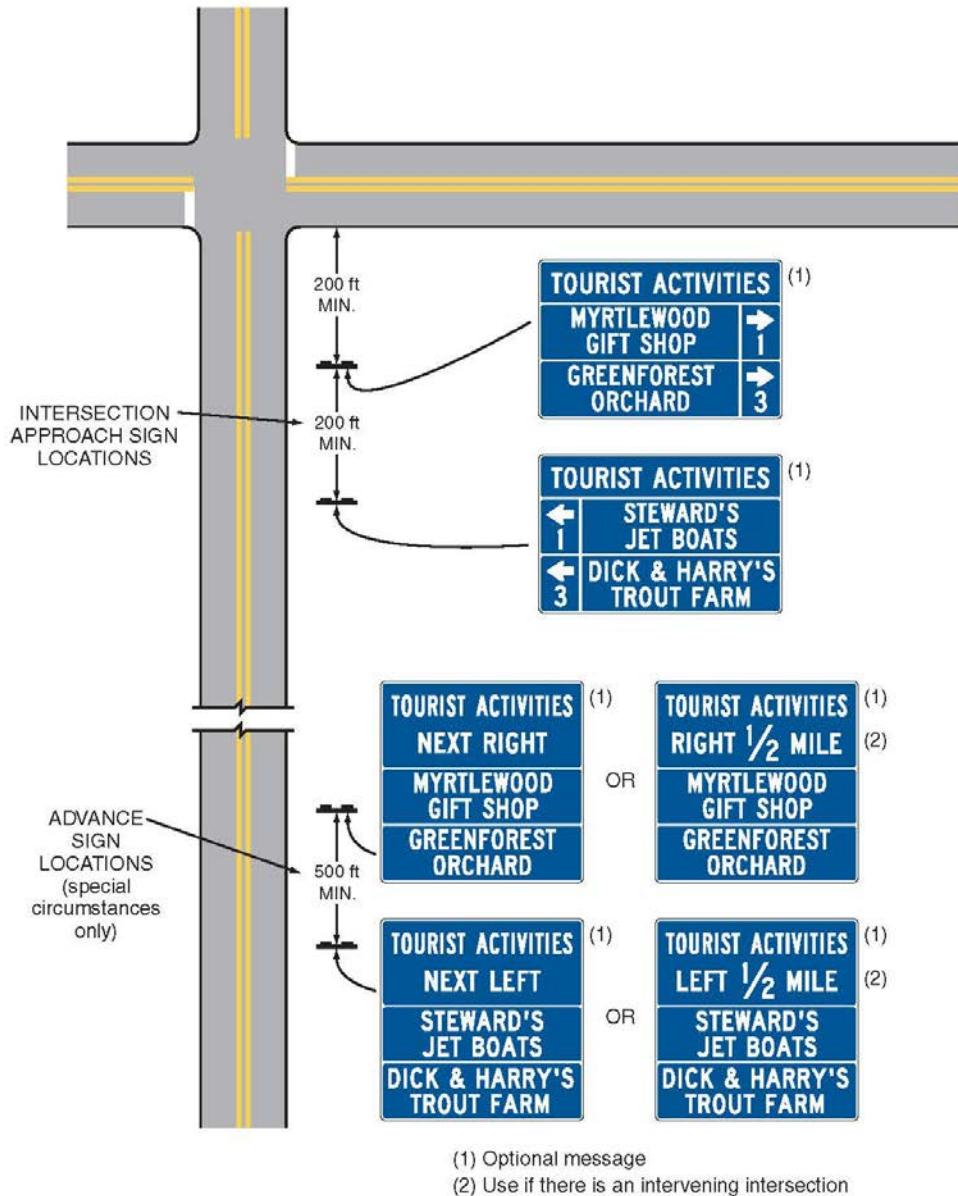 200 ft
MIN.
TOURIST ACTIVITIES (1)
MYRTLEWOOD
GIFT SHOP
1
GREENFOREST
ORCHARD
3
INTERSECTION
APPROACH SIGN
LOCATIONS
200 ft
MIN.
TOURIST ACTIVITIES (1)
1
STEWARD'S
JET BOATS
3
DICK & HARRY'S
TROUT FARM
TOURIST ACTIVITIES (1)
NEXT RIGHT
MYRTLEWOOD
GIFT SHOP
GREENFOREST
ORCHARD
OR
TOURIST ACTIVITIES (1)
RIGHT 1/2 MILE (2)
MYRTLEWOOD
GIFT SHOP
GREENFOREST
ORCHARD
ADVANCE
SIGN
LOCATIONS
(special
circumstances
only)
500 ft
MIN.
TOURIST ACTIVITIES (1)
NEXT LEFT
STEWARD'S
JET BOATS
DICK & HARRY'S
TROUT FARM
OR
TOURIST ACTIVITIES (1)
LEFT 1/2 MILE (2)
STEWARD'S
JET BOATS
DICK & HARRY'S
TROUT FARM
(1) Optional message
(2) Use if there is an intervening intersection